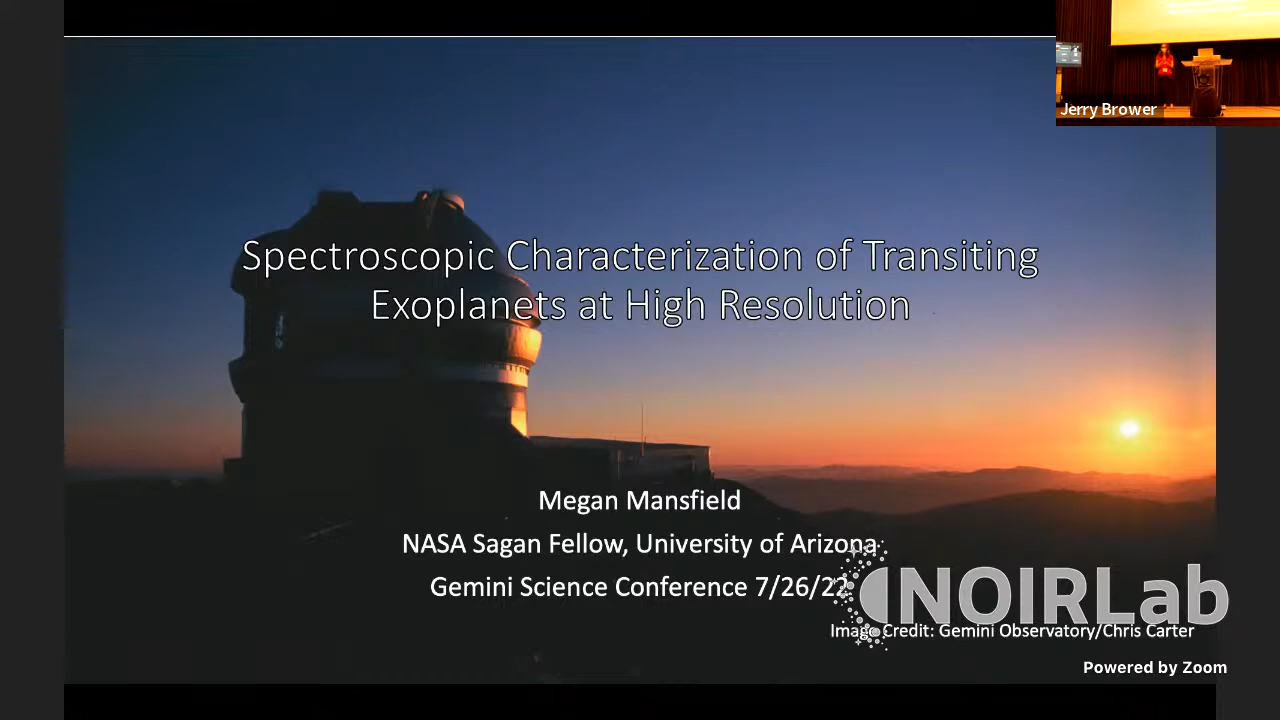 Jerry Brower
Spectroscopic Characterization of Transiting
Exoplanets at High Resolution
Megan Mansfield
NASA Sagan Fellow, University of Arizona
Gemini Science Conference 7/26/22
NOIRLab
Image Credit: Gemini Observatory/Chris Carter
Powered by Zoom